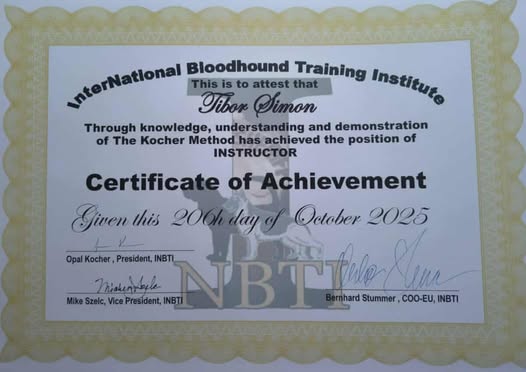 InterNational Bloodhound Training Institute
This is to attest that
Tibor Simon
Through knowledge, understanding and demonstration
of The Kocher Method has achieved the position of
INSTRUCTOR
Certificate of Achievement
Given this 20th day of October 2025
Opal Kocher , President, INBTI
Mike Szelc, Vice President, INBTI
Bernhard Stummer , COO-EU, INBTI
NBTI